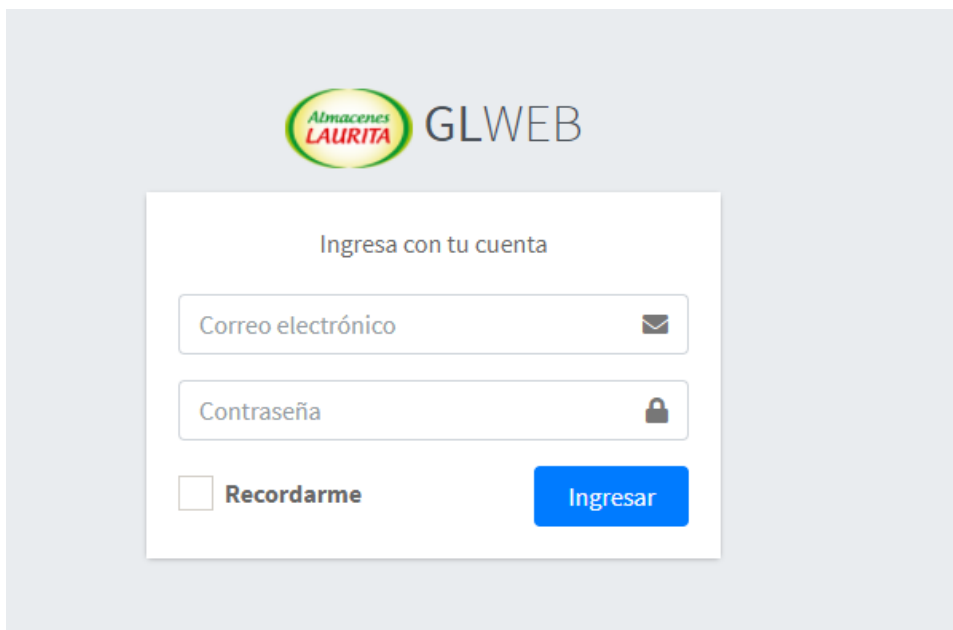 Almacenes
LAURITA
GLWEB
Ingresa con tu cuenta
Correo electrónico
Contraseña
Recordarme
Ingresar